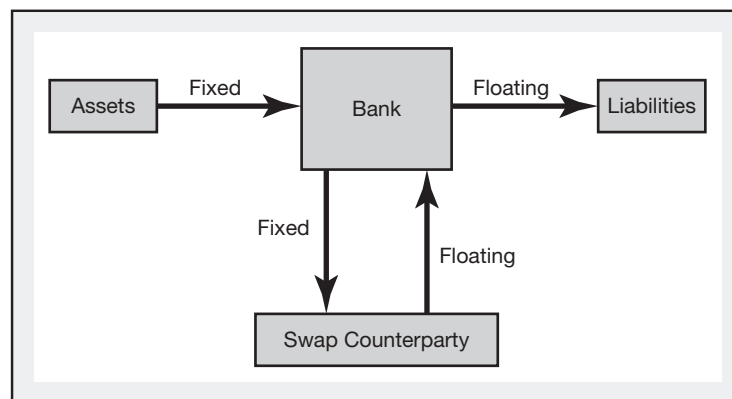 Fixed
Floating
Assets
Bank
Liabilities
Fixed
Floating
Swap Counterparty